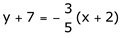 y + 7 = -3/5 (x + 2)